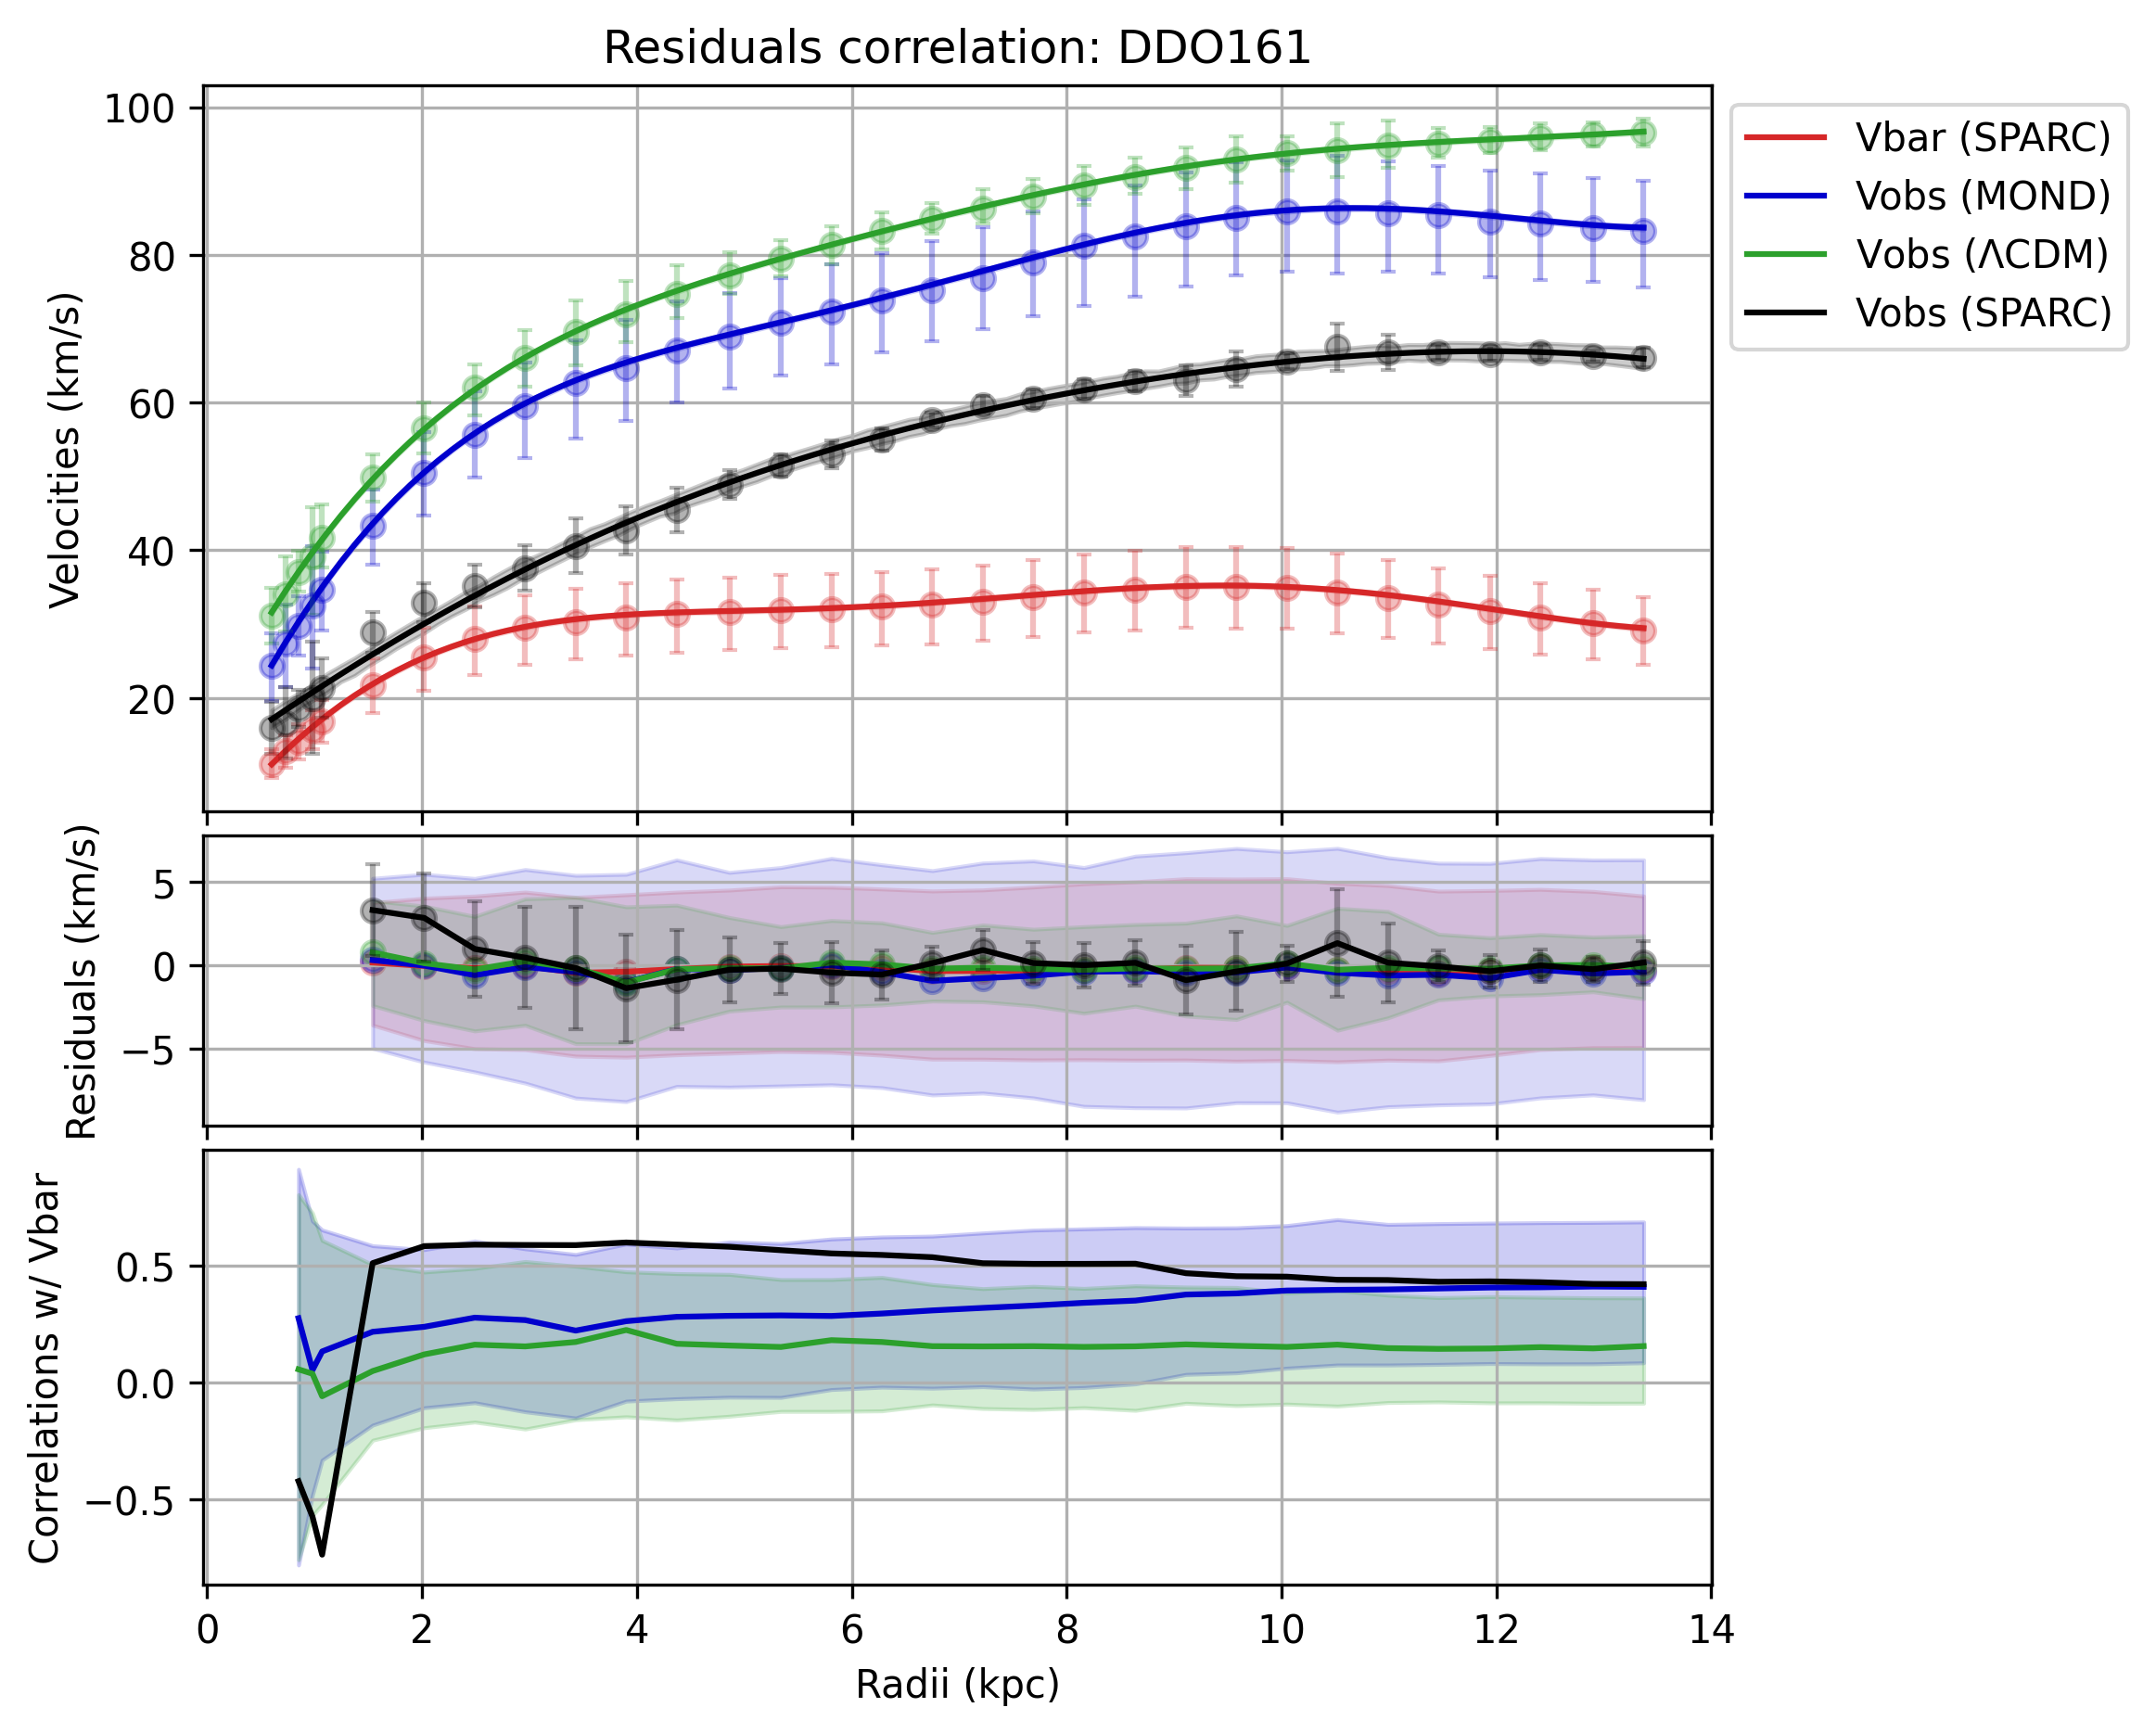 Residuals correlation: DDO161
Velocities (km/s)
100
80
60
40
20
Vbar (SPARC)
Vobs (MOND)
Vobs (ΛCDM)
Vobs (SPARC)
Residuals (km/s)
5
0
−5
Correlations w/ Vbar
0.5
0.0
−0.5
0 2 4 6 8 10 12 14
Radii (kpc)